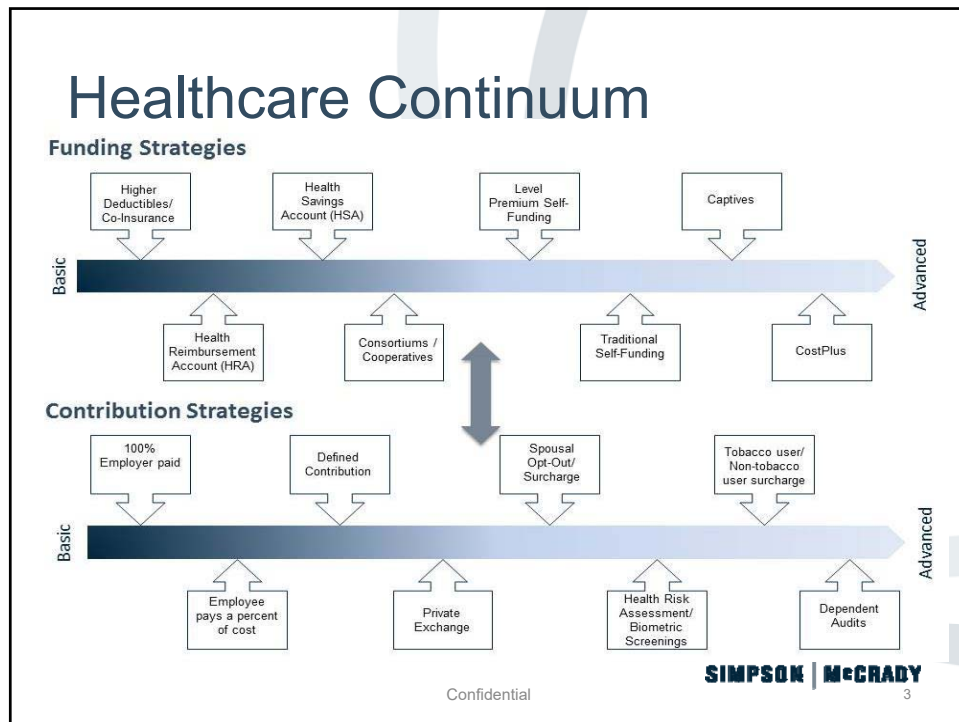 Healthcare Continuum
Funding Strategies
Higher
Deductibles/
Co-Insurance
Health
Savings
Account (HSA)
Level
Premium Self-
Funding
Captives
Basic
Advanced
Health
Reimbursement
Account (HRA)
Consortiums /
Cooperatives
Traditional
Self-Funding
CostPlus
Contribution Strategies
100%
Employer paid
Defined
Contribution
Spousal
Opt-Out/
Surcharge
Tobacco user/
Non-tobacco
user surcharge
Basic
Advanced
Employee
pays a percent
of cost
Private
Exchange
Health Risk
Assessment/
Biometric
Screenings
Dependent
Audits
SIMPSON | McCRADY
Confidential
3